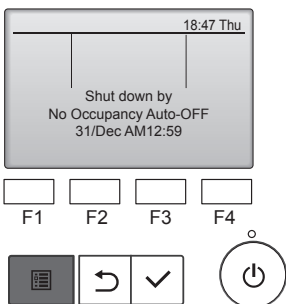 18:47 Thu
Shut down by
No Occupancy Auto-OFF
31/Dec AM12:59
F1 F2 F3 F4